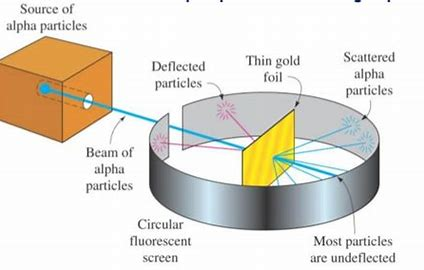 Source of
alpha particles
Deflected
particles
Thin gold
foil
Scattered
alpha
particles
Beam of
alpha
particles
Circular
fluorescent
screen
Most particles
are undeflected